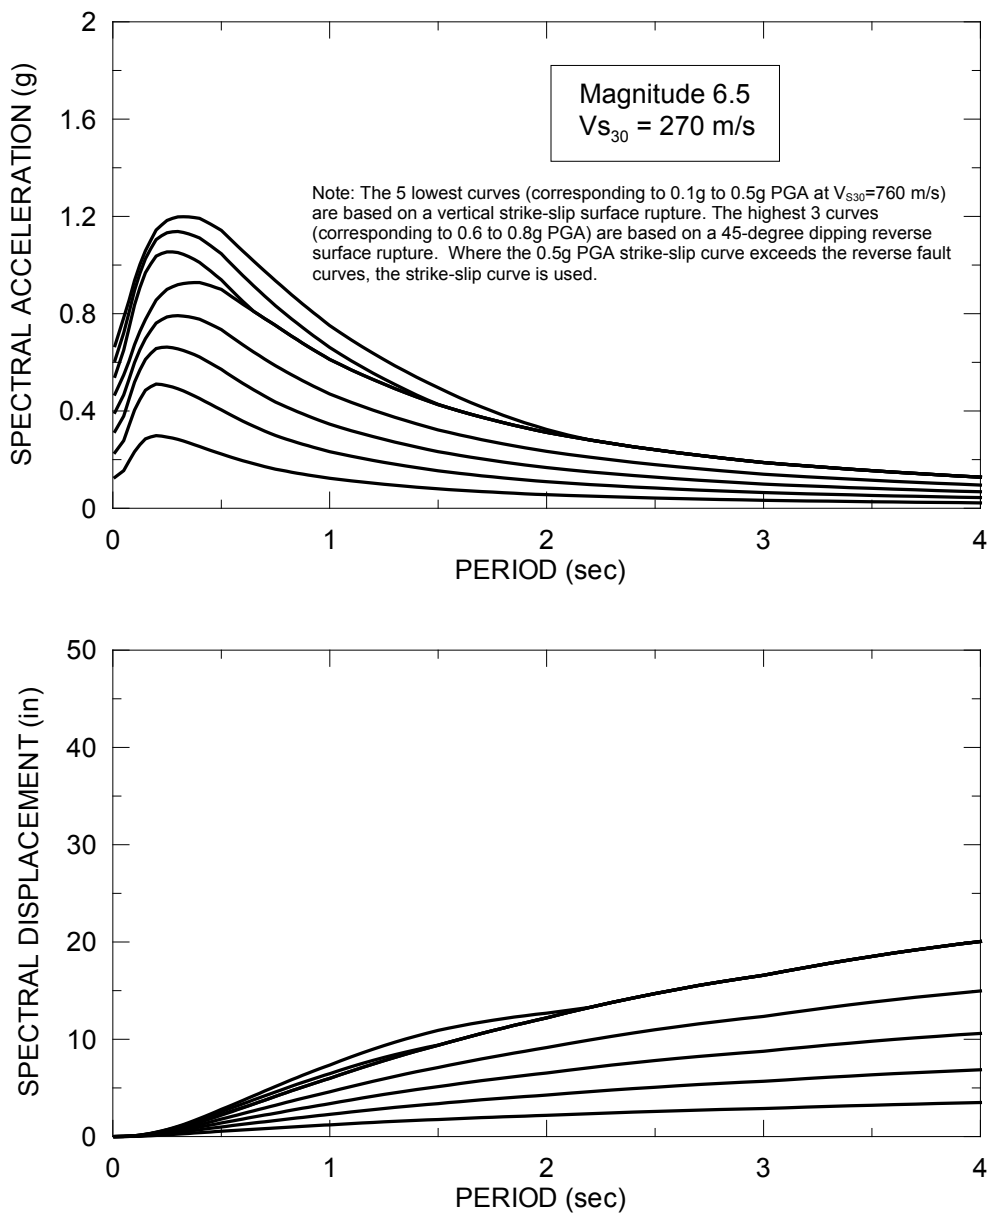 SPECTRAL ACCELERATION (g)
2
1.6
1.2
0.8
0.4
0
Magnitude 6.5
Vs30 = 270 m/s
Note: The 5 lowest curves (corresponding to 0.1g to 0.5g PGA at VS30=760 m/s)
are based on a vertical strike-slip surface rupture. The highest 3 curves
(corresponding to 0.6 to 0.8g PGA) are based on a 45-degree dipping reverse
surface rupture.  Where the 0.5g PGA strike-slip curve exceeds the reverse fault
curves, the strike-slip curve is used.
0 1 2 3 4
PERIOD (sec)
SPECTRAL DISPLACEMENT (in)
50
40
30
20
10
0
0 1 2 3 4
PERIOD (sec)